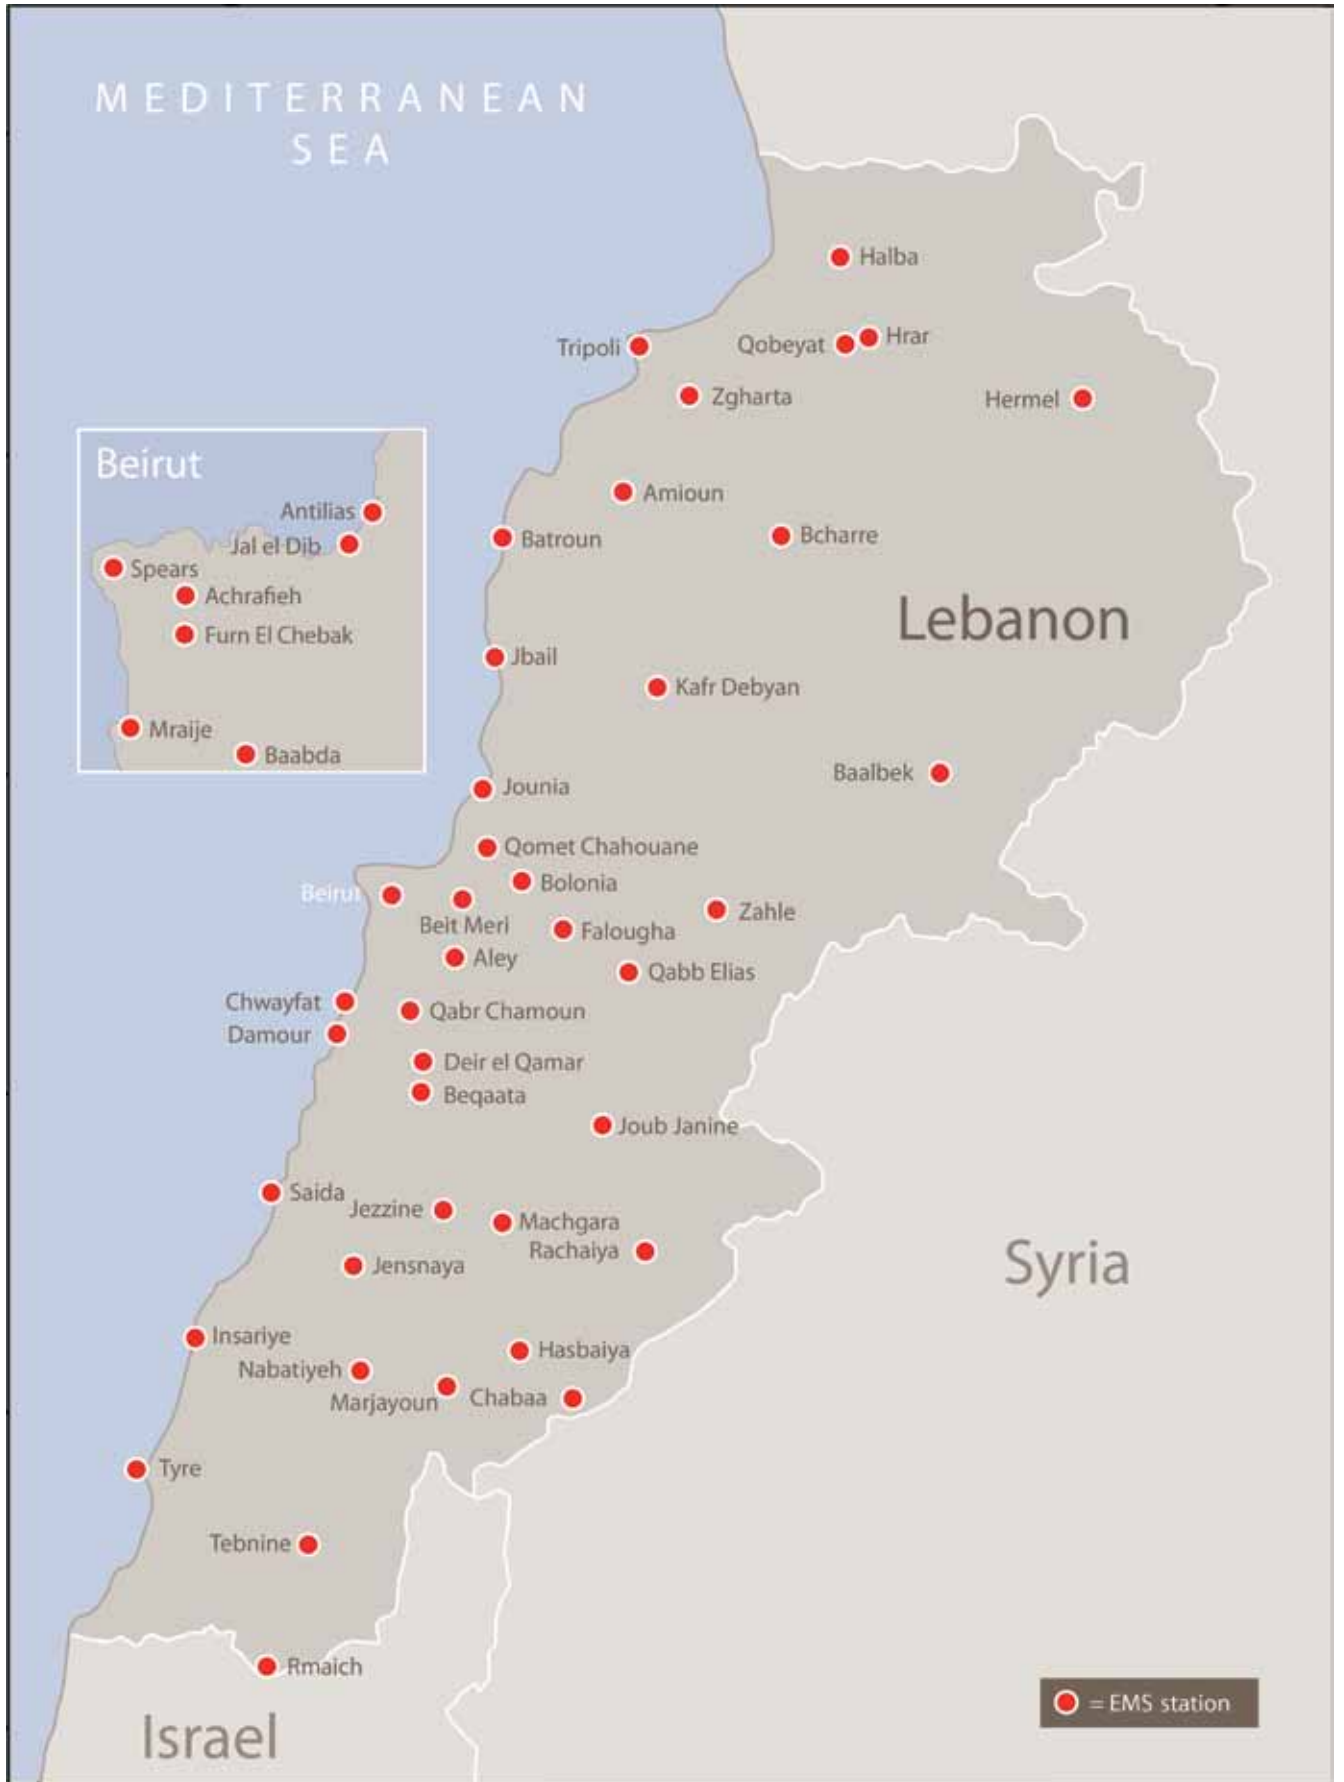 MEDITERRANEAN
SEA
Halba
Hrar
Qobeyat
Tripoli
Zgharta
Hermel
Beirut
Antilias
Jal el Dib
Spears
Achrafieh
Furn El Chebak
Mraije
Baabda
Amioun
Batroun
Bcharre
Lebanon
Jbail
Kafr Debyan
Baalbek
Jounia
Qomet Chahouane
Bolonia
Beirut
Zahle
Beit Meri
Falougha
Aley
Qabb Elias
Chwayfat
Qabr Chamoun
Damour
Deir el Qamar
Beqaata
Joub Janine
Saida
Jezzine
Machgara
Rachaiya
Jensnaya
Syria
Insariye
Hasbaiya
Nabatiyeh
Marjayoun
Chabaa
Tyre
Tebnine
Rmaich
= EMS station
Israel